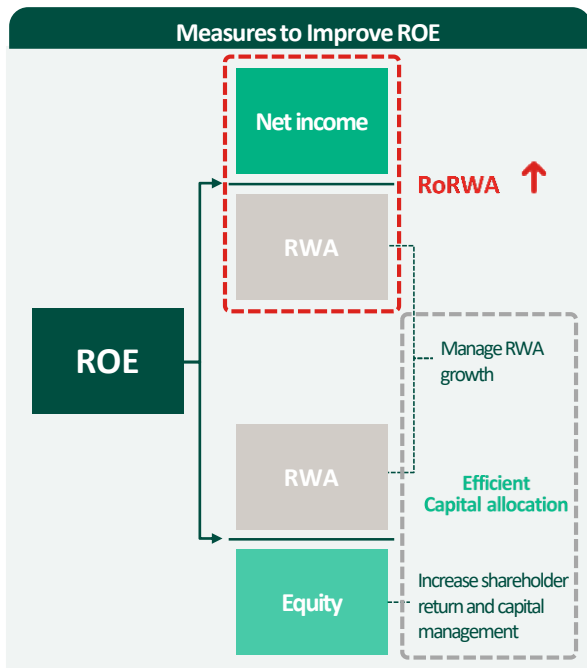 Measures to Improve ROE
Net income
RoRWA
RWA
ROE
Manage RWA
growth
RWA
Efficient
Capital allocation
Equity
Increase shareholder
return and capital
management